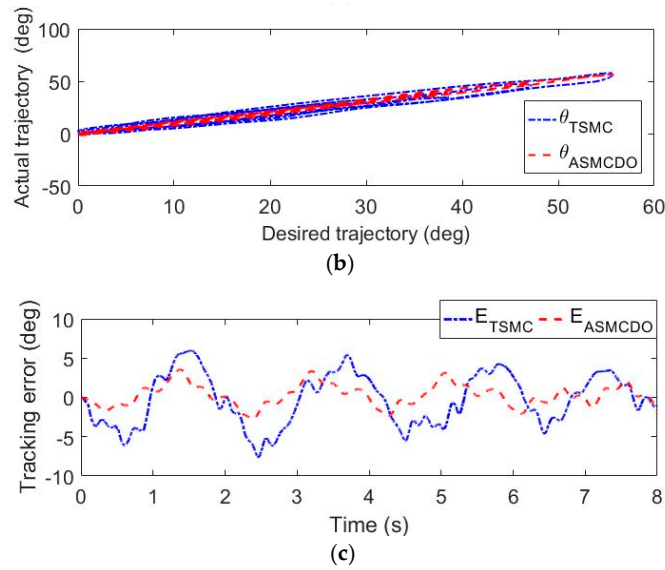 100
50
0
-50
Actual trajectory (deg)
θTSMC
θASMCDO
0 10 20 30 40 50 60
Desired trajectory (deg)
(b)
10
5
0
-5
-10
Tracking error (deg)
ETSMC EASMCDO
0 1 2 3 4 5 6 7 8
Time (s)
(c)